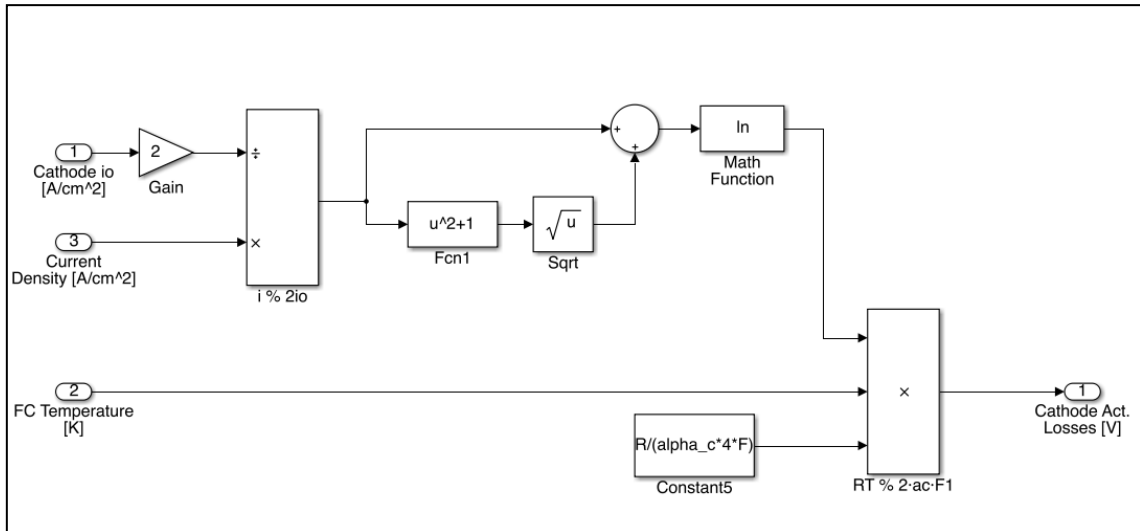 1
Cathode io
[A/cm^2]
2
Gain
÷
×
i % 2io
3
Current
Density [A/cm^2]
u^2+1
Fcn1
√u
Sqrt
+
+
ln
Math
Function
2
FC Temperature
[K]
R/(alpha_c*4*F)
Constant5
×
RT % 2·ac·F1
1
Cathode Act.
Losses [V]